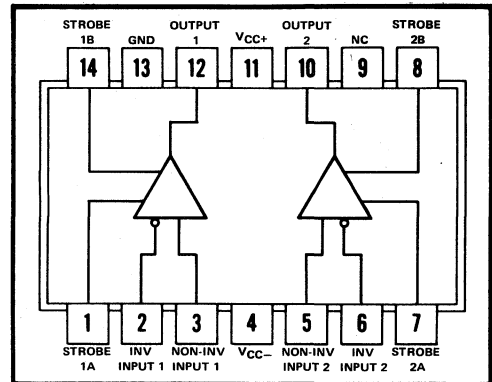 STROBE 1B
GND
OUTPUT 1
VCC+
OUTPUT 2
NC
STROBE 2B
14 13 12 11 10 9 8
1 2 3 4 5 6 7
STROBE 1A
INV INPUT 1
NON-INV INPUT 1
VCC–
NON-INV INPUT 2
INV INPUT 2
STROBE 2A